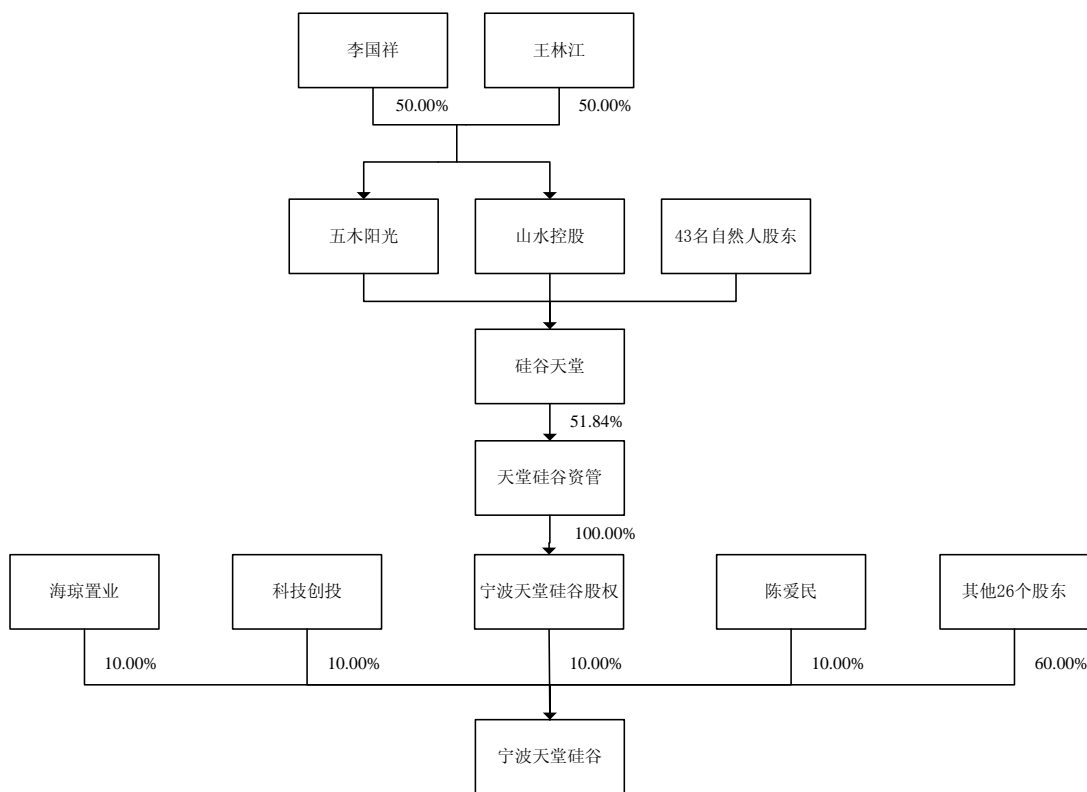 李国祥
王林江
50.00%
50.00%
五木阳光
山水控股
43名自然人股东
硅谷天堂
51.84%
天堂硅谷资管
100.00%
海琼置业
科技创投
宁波天堂硅谷股权
陈爱民
其他26个股东
10.00%
10.00%
10.00%
10.00%
60.00%
宁波天堂硅谷